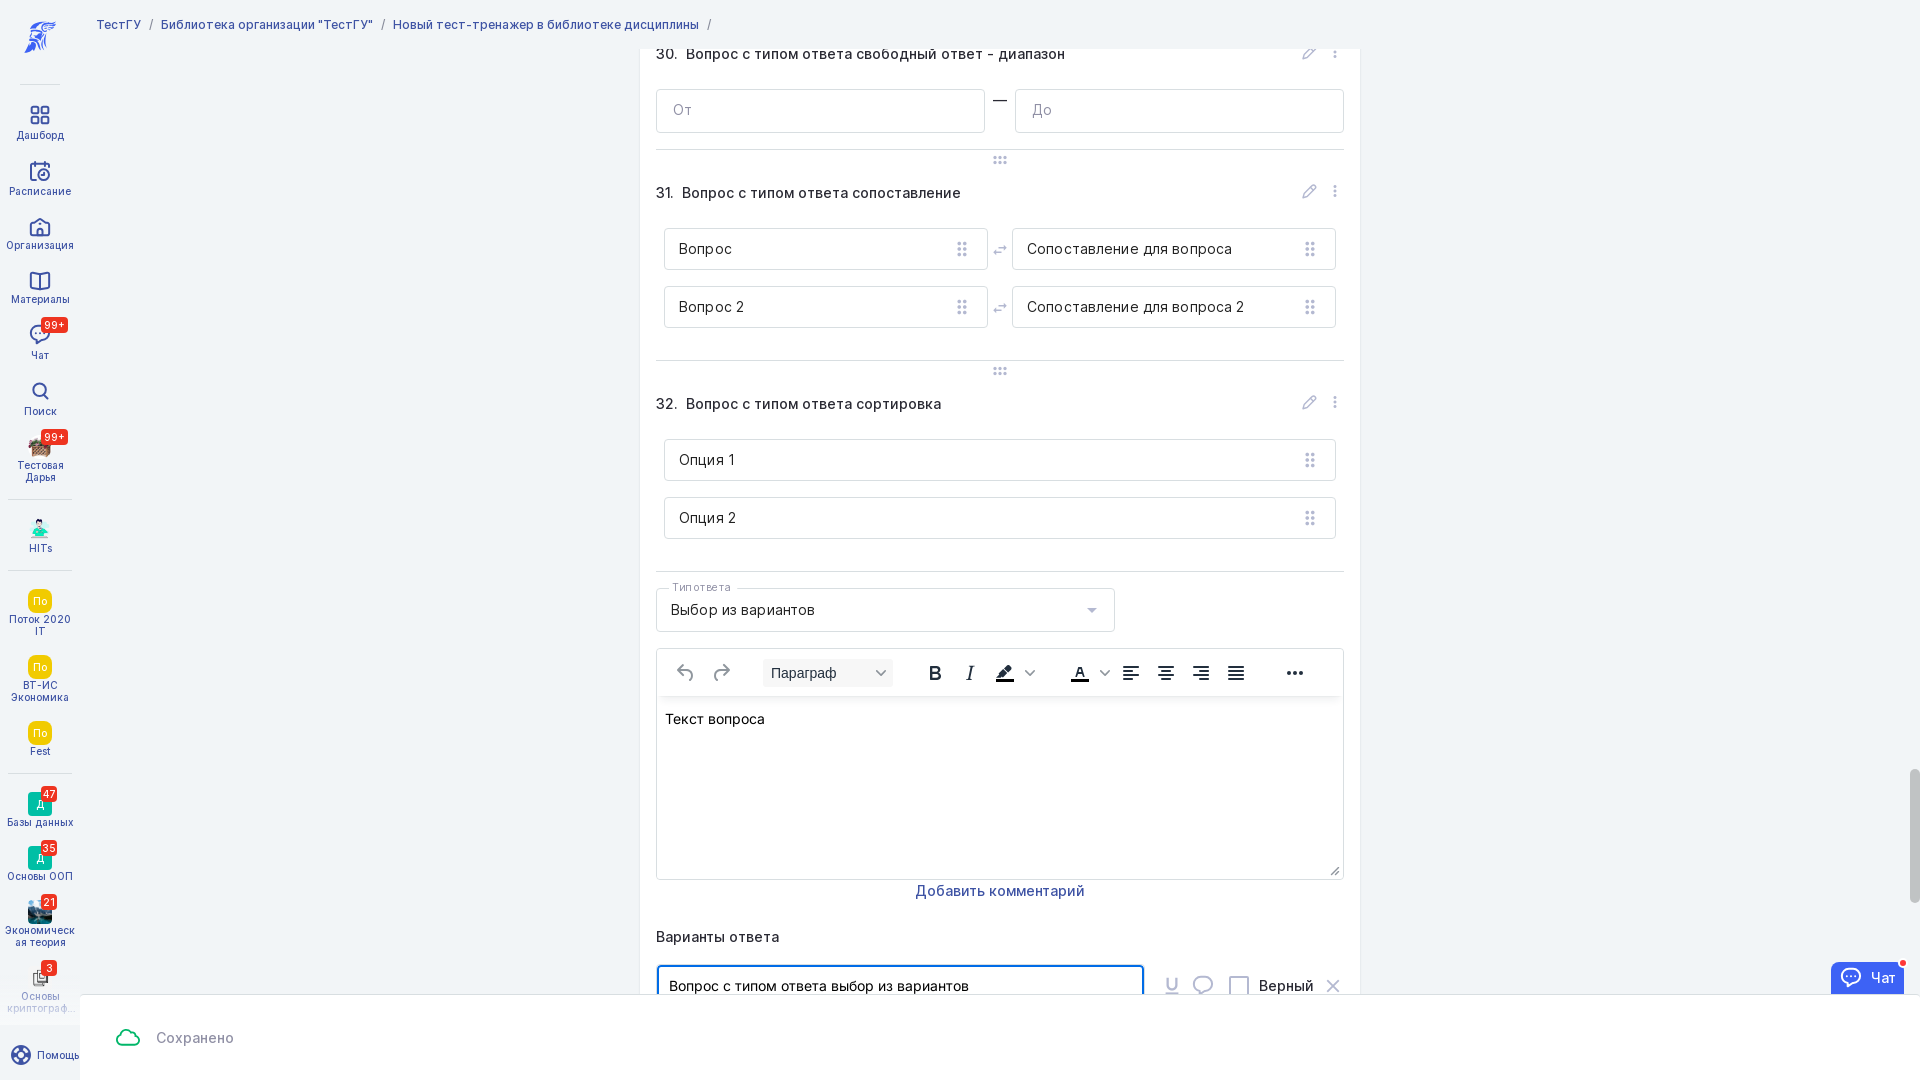 ТестГУ / Библиотека организации "ТестГУ" / Новый тест-тренажер в библиотеке дисциплины /
Дашборд
Расписание
Организация
Материалы
99+
Чат
Поиск
99+
Тестовая
Дарья
HITs
По
Поток 2020
IT
По
ВТ-ИС
Экономика
По
Fest
47
Д
Базы данных
35
Д
Основы ООП
21
Экономическ
ая теория
3
Основы
криптограф...
Помощь
30. Вопрос с типом ответа свободный ответ - диапазон
От — До
31. Вопрос с типом ответа сопоставление
Вопрос Сопоставление для вопроса
Вопрос 2 Сопоставление для вопроса 2
32. Вопрос с типом ответа сортировка
Опция 1
Опция 2
Тип ответа
Выбор из вариантов
Параграф B I A
Текст вопроса
Добавить комментарий
Варианты ответа
Вопрос с типом ответа выбор из вариантов Верный
Чат
Сохранено